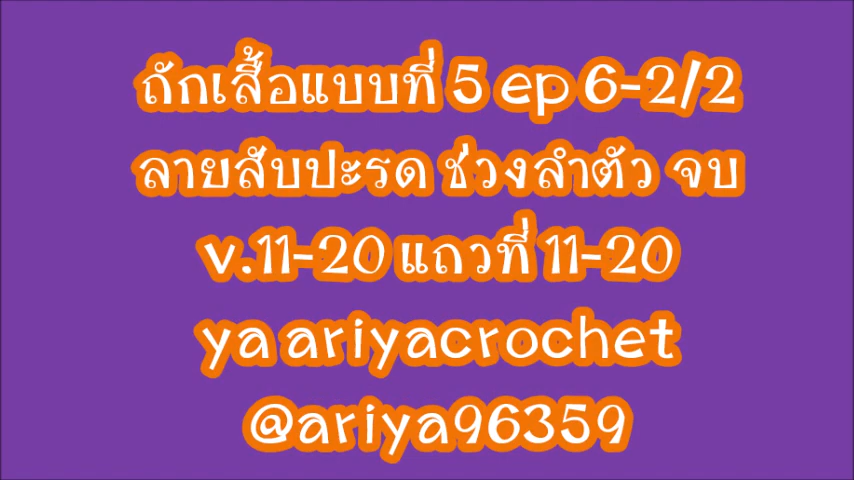 ถักเสื้อแบบที่ 5 ep 6-2/2
ลายสับปะรด ช่วงลำตัว จบ
v.11-20 แถวที่ 11-20
ya ariyacrochet
@ariya96359